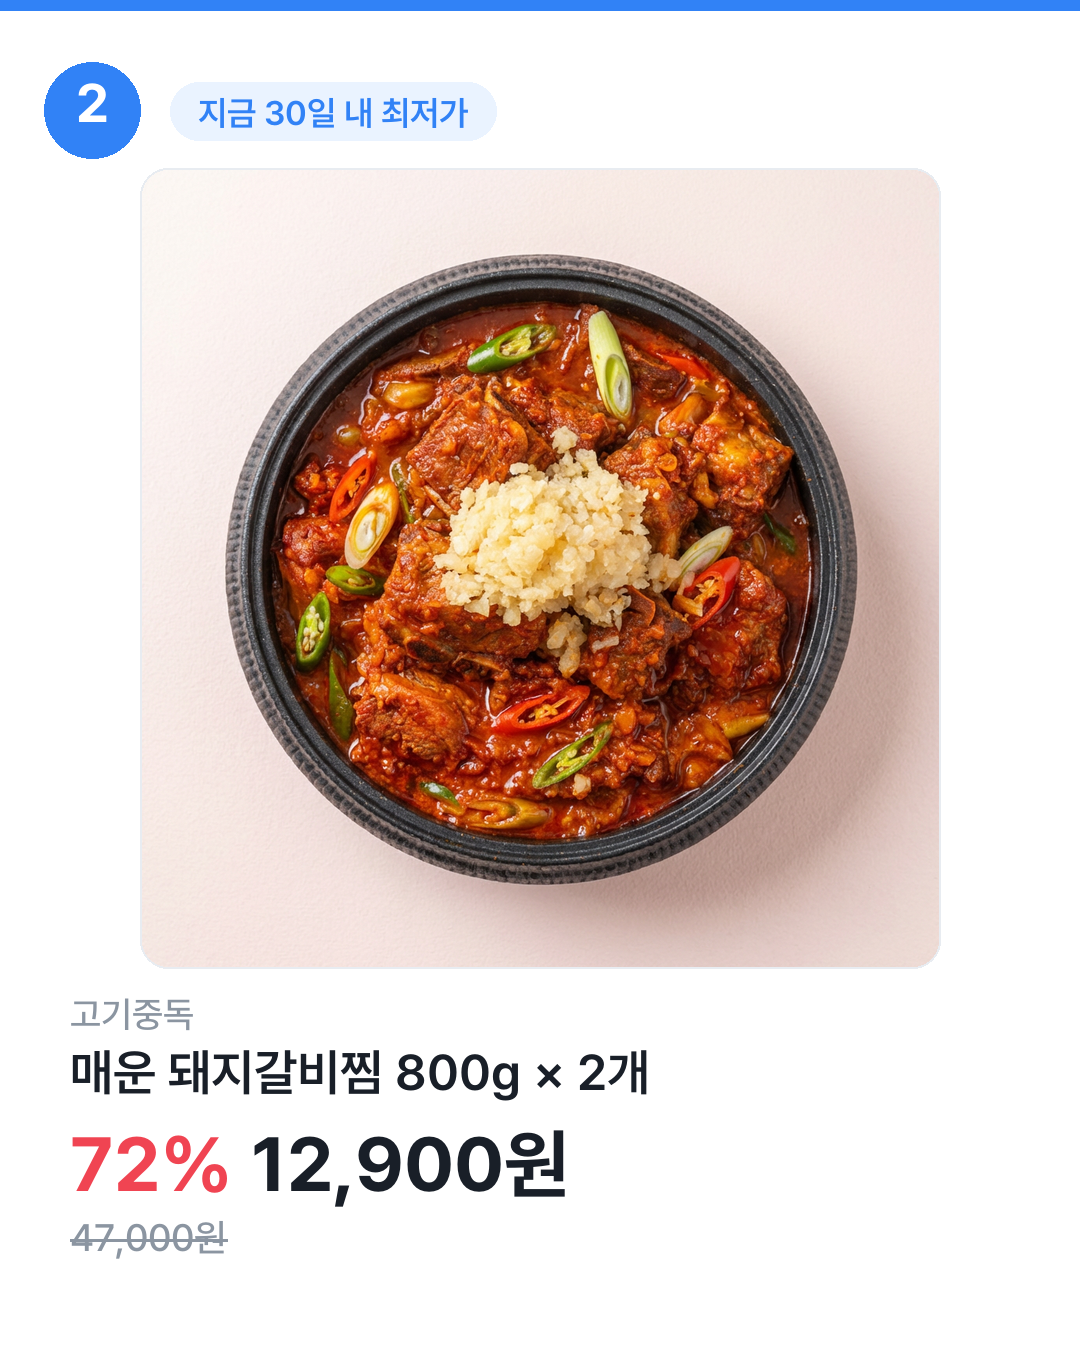 2
지금 30일 내 최저가
고기중독
매운 돼지갈비찜 800g × 2개
72% 12,900원
47,000원